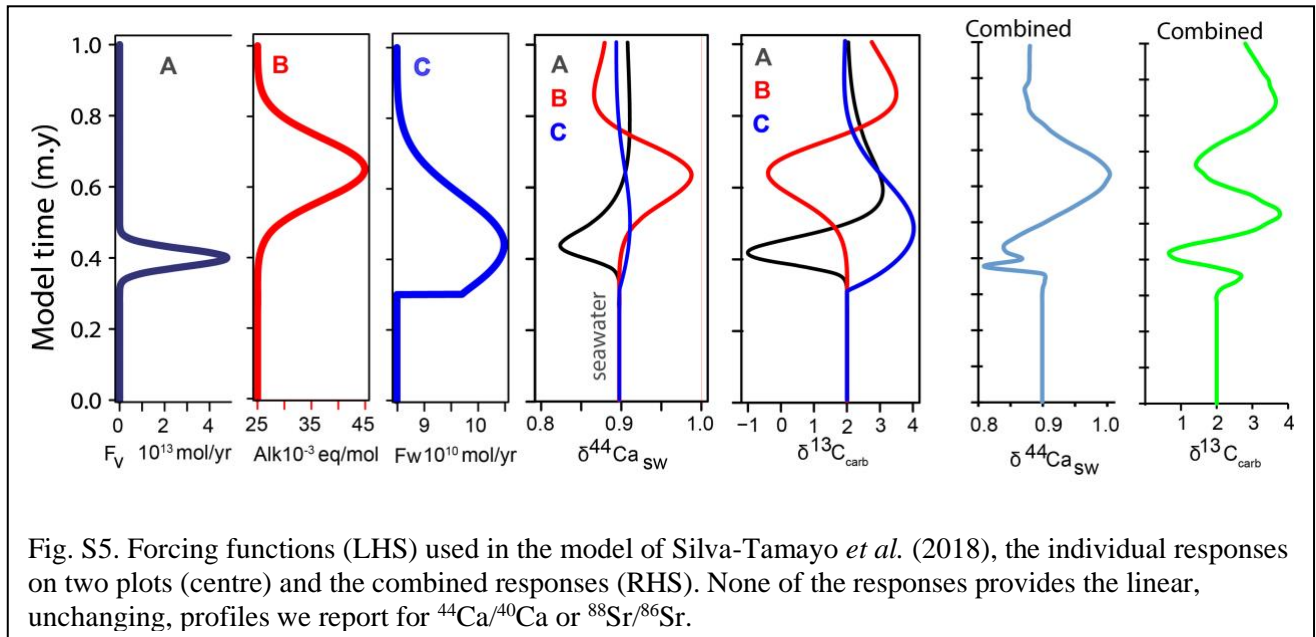 Combined
Combined
1.0
0.8
0.6
0.4
0.2
0.0
Model time (m.y)
A
B
C
A
B
C
A
B
C
seawater
0 2 4
25 35 45
9 10
0.8 0.9 1.0
−1 0 1 2 3 4
0.8 0.9 1.0
1 2 3 4
F_V 10^13 mol/yr
Alk10^-3 eq/mol
Fw 10^10 mol/yr
δ^44Ca_SW
δ^13C_carb
δ^44Ca_SW
δ^13C_carb
Fig. S5. Forcing functions (LHS) used in the model of Silva-Tamayo et al. (2018), the individual responses
on two plots (centre) and the combined responses (RHS). None of the responses provides the linear,
unchanging, profiles we report for ^44Ca/^40Ca or ^88Sr/^86Sr.